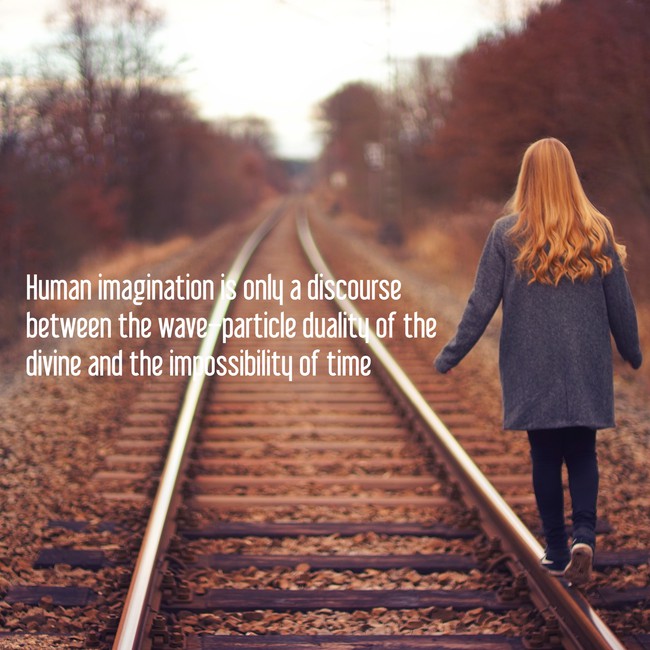 Human imagination is only a discourse
between the wave-particle duality of the
divine and the impossibility of time